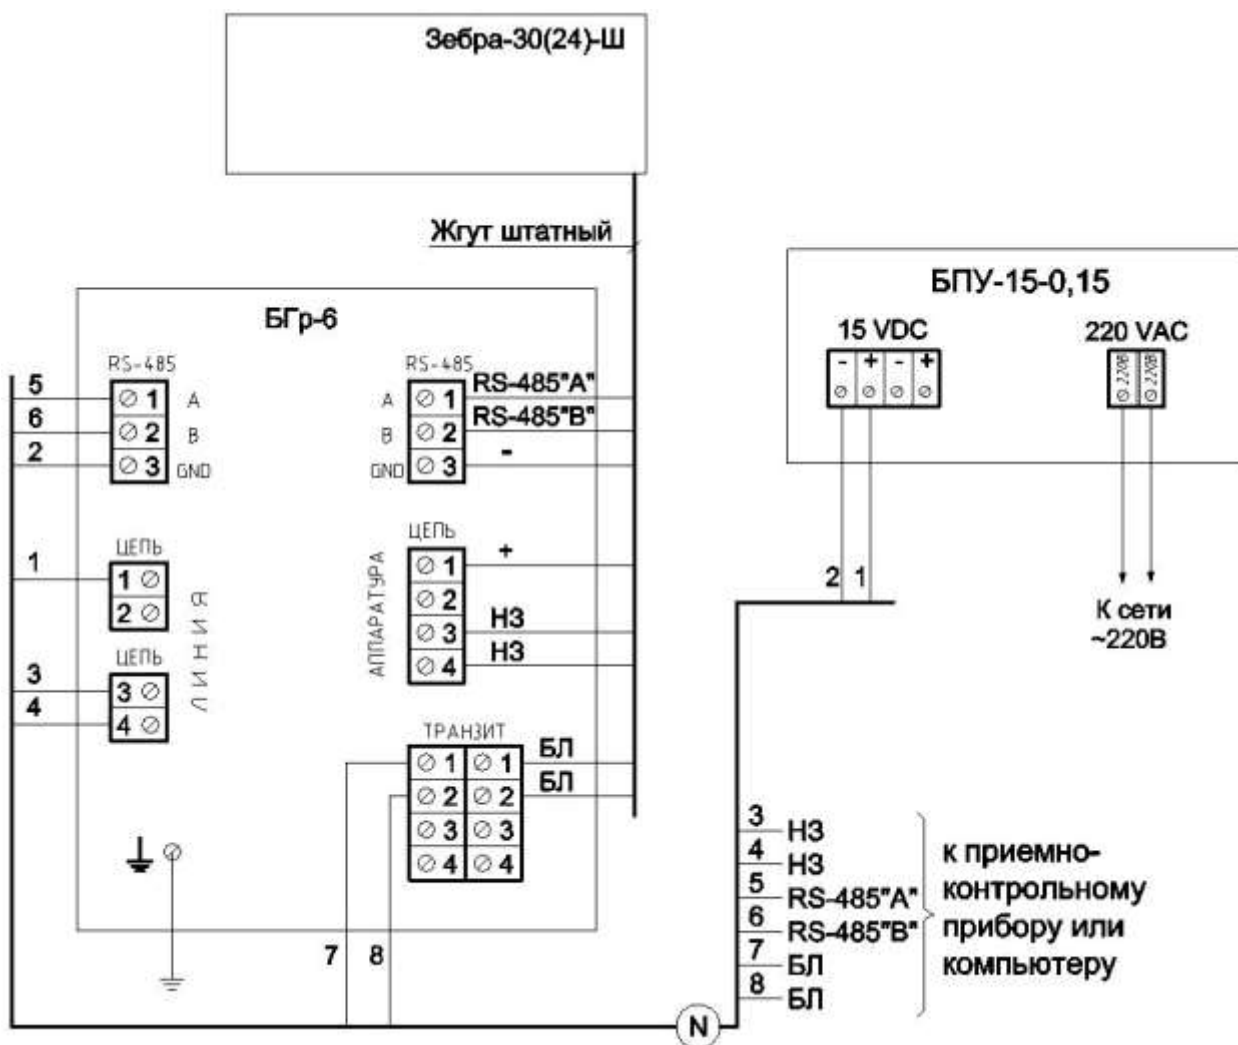 Зебра-30(24)-Ш
Жгут штатный
БГр-6
RS-485
5
1 A
6
2 B
2
3 GND
ЦЕПЬ
1
1
2
ЦЕПЬ
3
3
4
4
ЛИНИЯ
RS-485
A 1 RS-485"A"
B 2 RS-485"B"
GND 3 -
ЦЕПЬ
1 +
2
3 НЗ
4 НЗ
АППАРАТУРА
ТРАНЗИТ
1 1 БЛ
2 2 БЛ
3 3
4 4
7 8
N
БПУ-15-0,15
15 VDC
- + - +
220 VAC
220В 220В
2 1
К сети
~220В
3 НЗ
4 НЗ
5 RS-485"A"
6 RS-485"B"
7 БЛ
8 БЛ
к приемно-
контрольному
прибору или
компьютеру